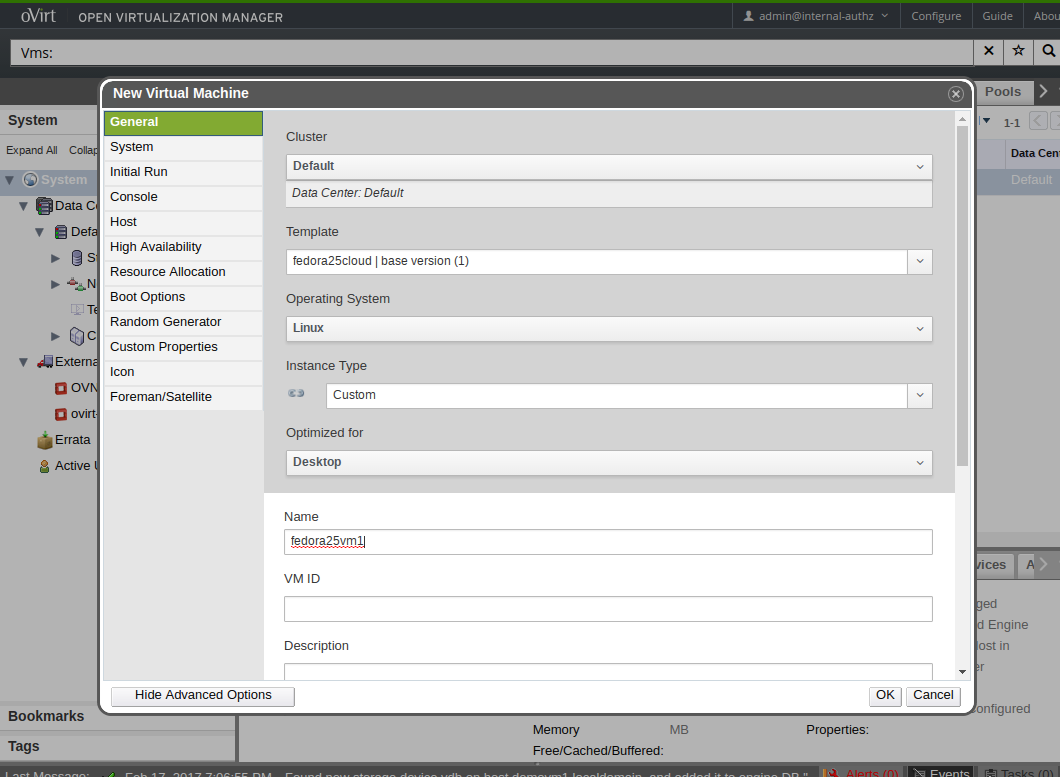 oVirt OPEN VIRTUALIZATION MANAGER admin@internal-authz Configure Guide Abou
Vms:
New Virtual Machine
Pools
System
1-1
Expand All Collap
Data Cen
System
Default
Data C
Defa
S
N
Te
C
Externa
OVN
ovirt-
Errata
Active U
General
System
Initial Run
Console
Host
High Availability
Resource Allocation
Boot Options
Random Generator
Custom Properties
Icon
Foreman/Satellite
Cluster
Default
Data Center: Default
Template
fedora25cloud | base version (1)
Operating System
Linux
Instance Type
Custom
Optimized for
Desktop
Name
fedora25vm1
VM ID
Description
vices A
ged
d Engine
lost in
er
configured
Hide Advanced Options OK Cancel
Bookmarks
Tags
Memory MB Properties:
Free/Cached/Buffered:
Last Message: Feb 17, 2017 7:06:55 PM Found new storage device vdb on host demovm1.localdomain, and added it to engine DB."
Alerts (0) Events Tasks (0)